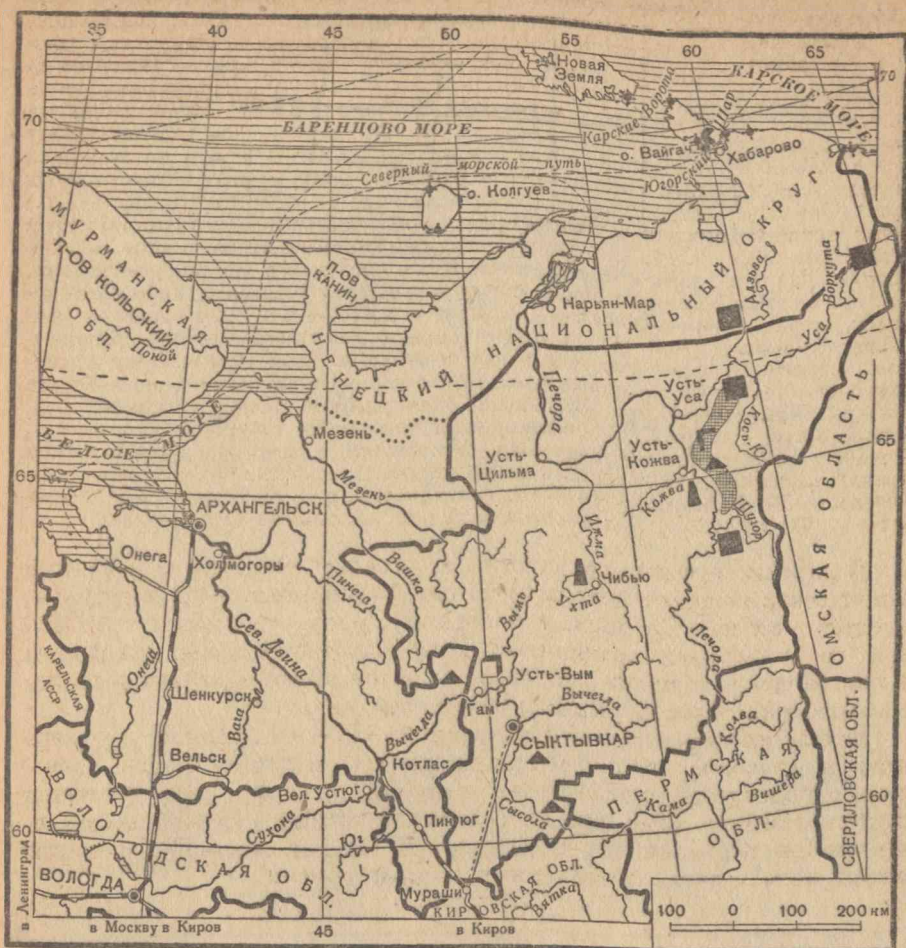 35
40
45
50
55
60
65
70
70
Новая
Земля
КАРСКОЕ МОРЕ
Карские Ворота
Югорский Шар
БАРЕНЦОВО МОРЕ
о. Вайгач
Хабарово
Северный морской путь
о. Колгуев
МУРМАНСКАЯ
ОБЛ.
П-ОВ КОЛЬСКИЙ
Поной
П-ОВ
КАНИН
НЕНЕЦКИЙ НАЦИОНАЛЬНЫЙ ОКРУГ
Нарьян-Мар
Адзьва
Воркута
Уса
Печора
Усть-
Уса
Кос'ю
БЕЛОЕ МОРЕ
Мезень
Мезень
Усть-
Цильма
Усть-
Кожва
Кожва
Щугор
65
65
ОМСКАЯ ОБЛАСТЬ
АРХАНГЕЛЬСК
Онега
Холмогоры
Пинега
Вашка
Ижма
Чибью
Ухта
Вымь
Сев. Двина
Печора
КАРЕЛЬСКАЯ
АССР
Онега
Шенкурск
Вага
Усть-Вым
Гам
Вычегда
Вычегда
СЫКТЫВКАР
Колва
Вельск
Котлас
ПЕРМСКАЯ
ОБЛ.
Вишера
Кама
СВЕРДЛОВСКАЯ ОБЛ.
Вел. Устюг
Сухона
Пинюг
Сысола
60
60
ВОЛОГОДСКАЯ ОБЛ.
Юг
ВОЛОГДА
Мураши
КИРОВСКАЯ ОБЛ.
Вятка
100 0 100 200 км
в Ленинград
в Москву
в Киров
45
в Киров